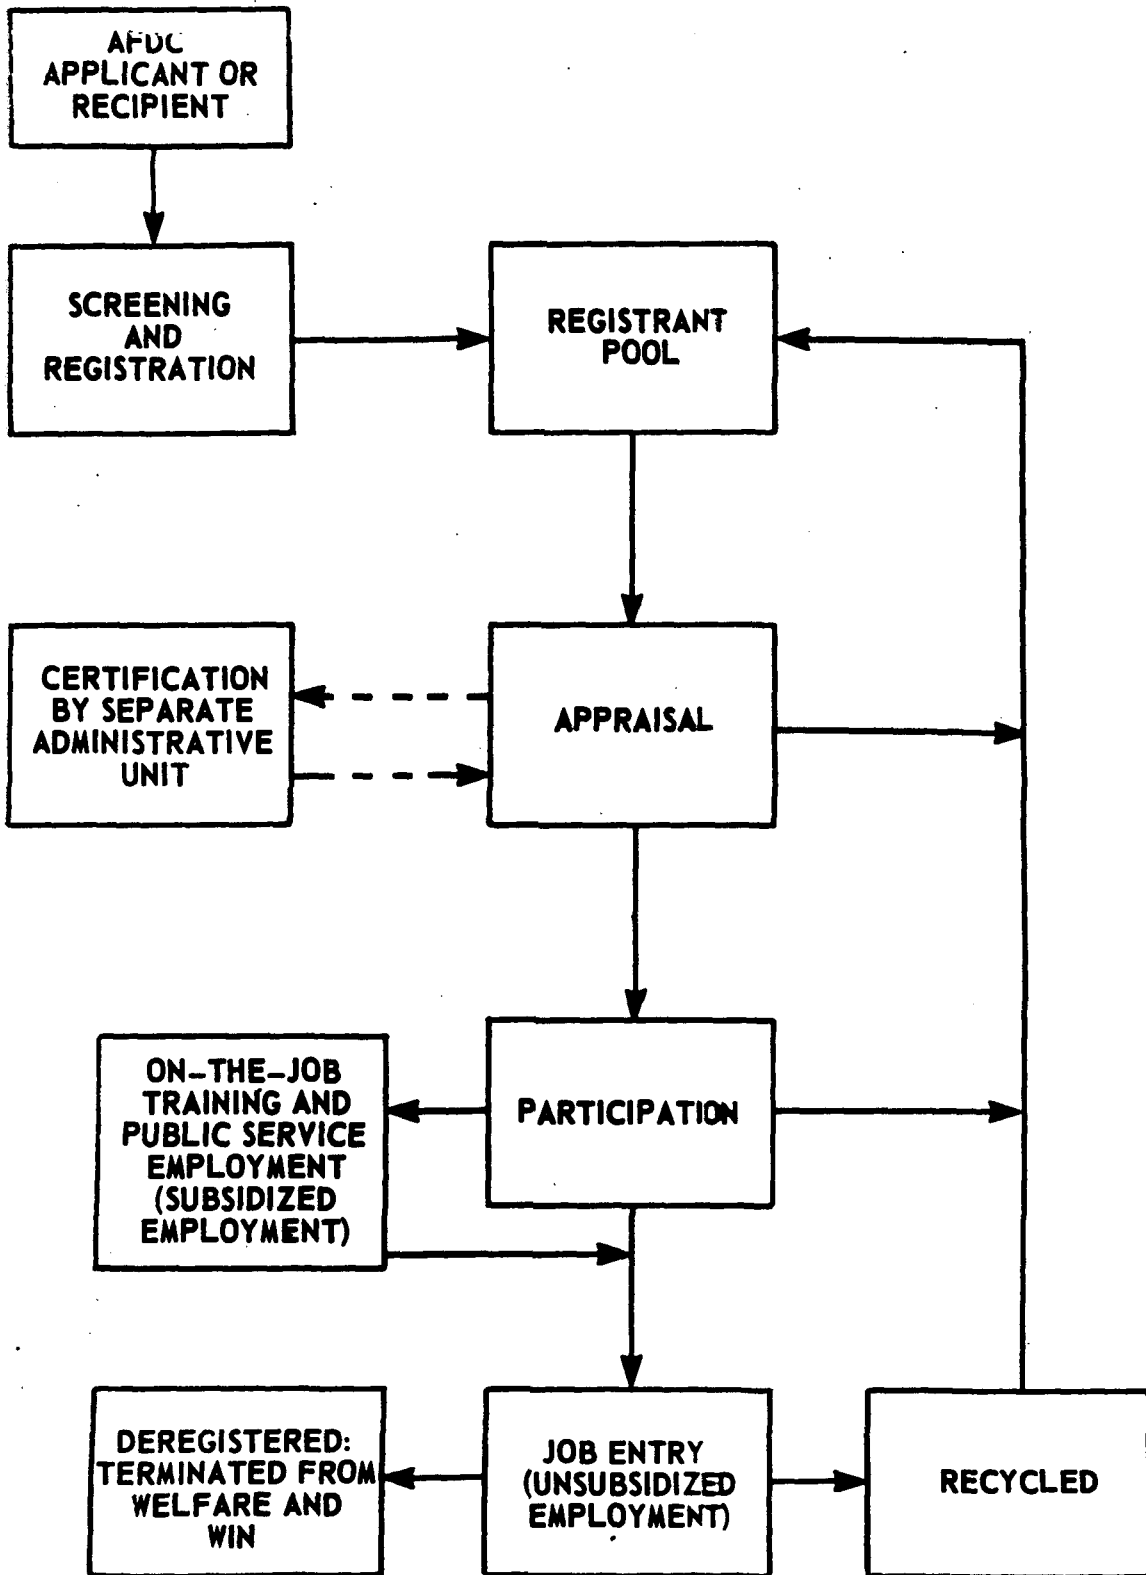 AFDC
APPLICANT OR
RECIPIENT
SCREENING
AND
REGISTRATION
REGISTRANT
POOL
CERTIFICATION
BY SEPARATE
ADMINISTRATIVE
UNIT
APPRAISAL
ON-THE-JOB
TRAINING AND
PUBLIC SERVICE
EMPLOYMENT
(SUBSIDIZED
EMPLOYMENT)
PARTICIPATION
DEREGISTERED:
TERMINATED FROM
WELFARE AND
WIN
JOB ENTRY
(UNSUBSIDIZED
EMPLOYMENT)
RECYCLED